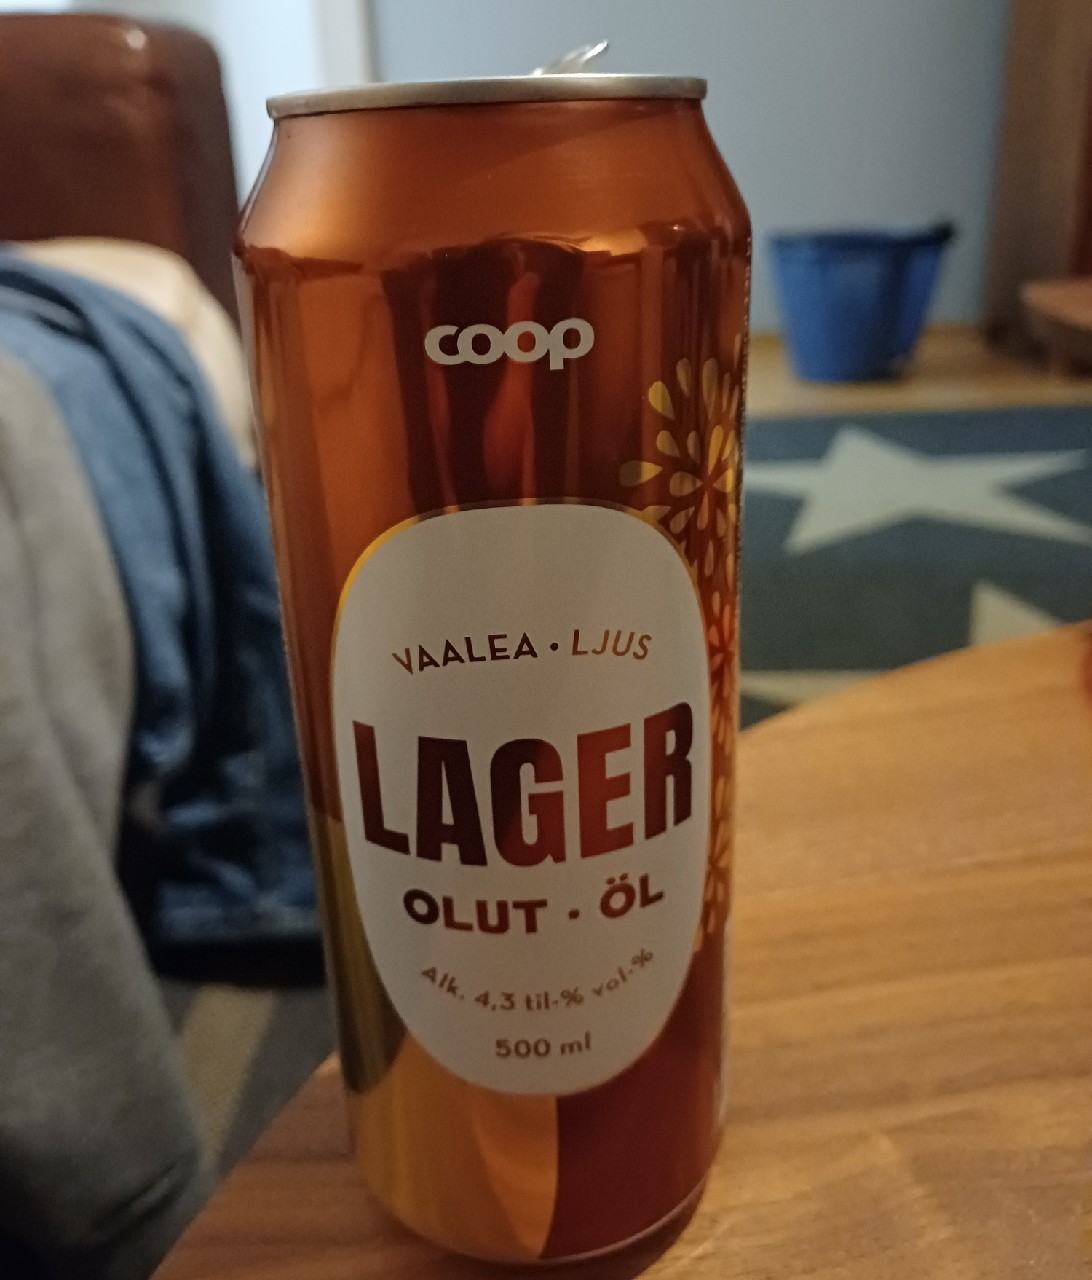 coop
VAALEA • LJUS
LAGER
OLUT • ÖL
Alk. 4,3 til-% vol-%
500 ml